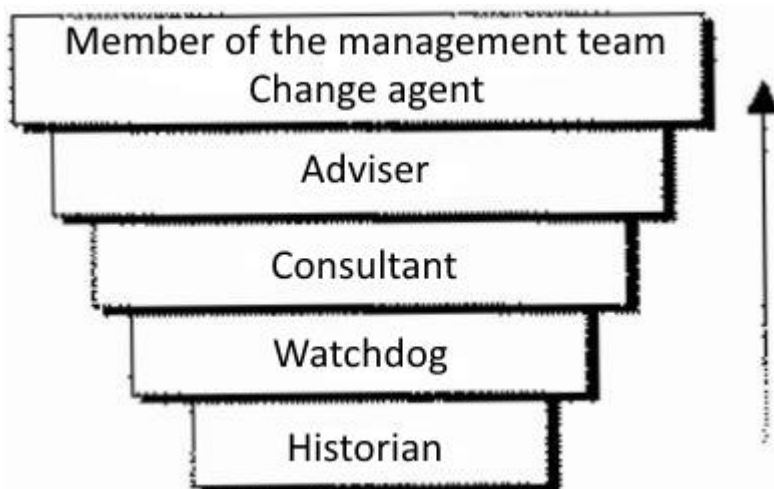 Member of the management team
Change agent
Adviser
Consultant
Watchdog
Historian